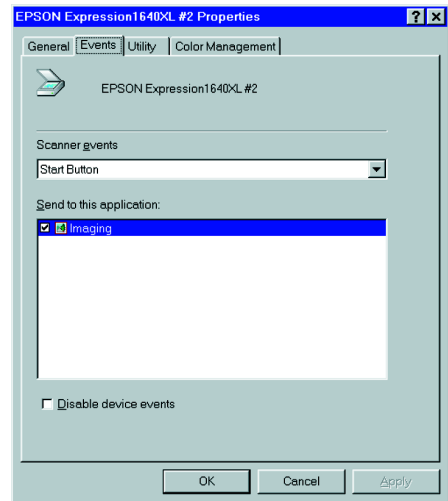 EPSON Expression1640XL #2 Properties
General Events Utility Color Management
EPSON Expression1640XL #2
Scanner events
Start Button
Send to this application:
Imaging
Disable device events
OK Cancel Apply